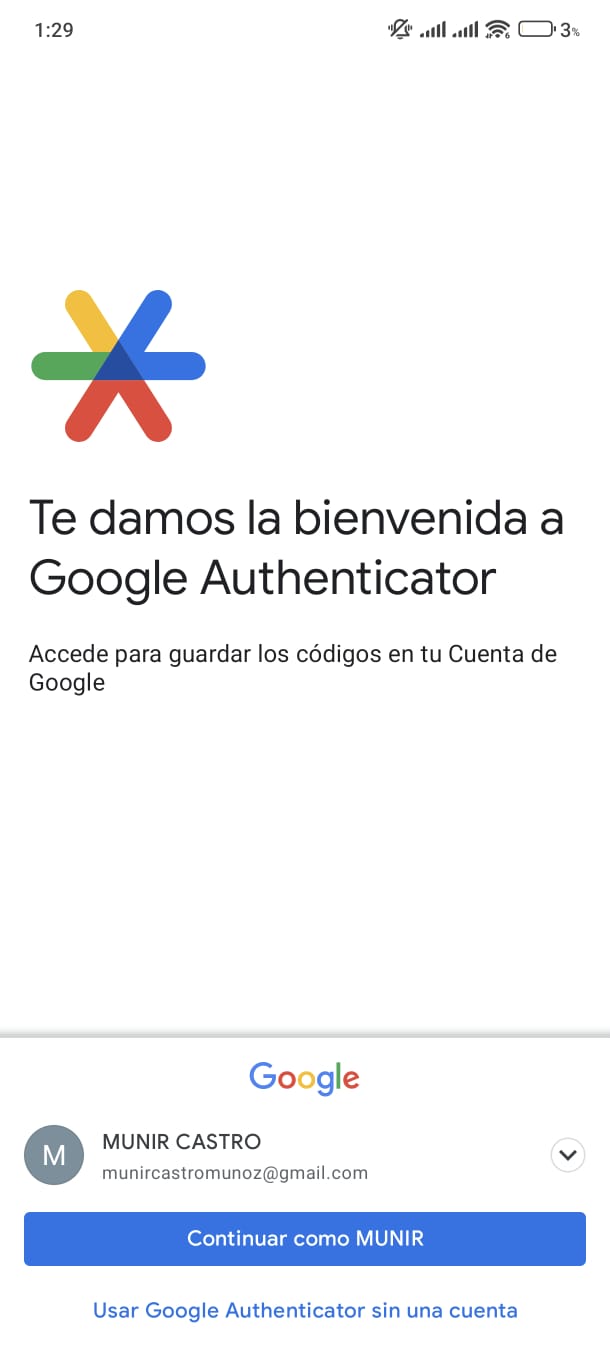 1:29
3%
Te damos la bienvenida a
Google Authenticator
Accede para guardar los códigos en tu Cuenta de
Google
Google
M
MUNIR CASTRO
munircastromunoz@gmail.com
Continuar como MUNIR
Usar Google Authenticator sin una cuenta